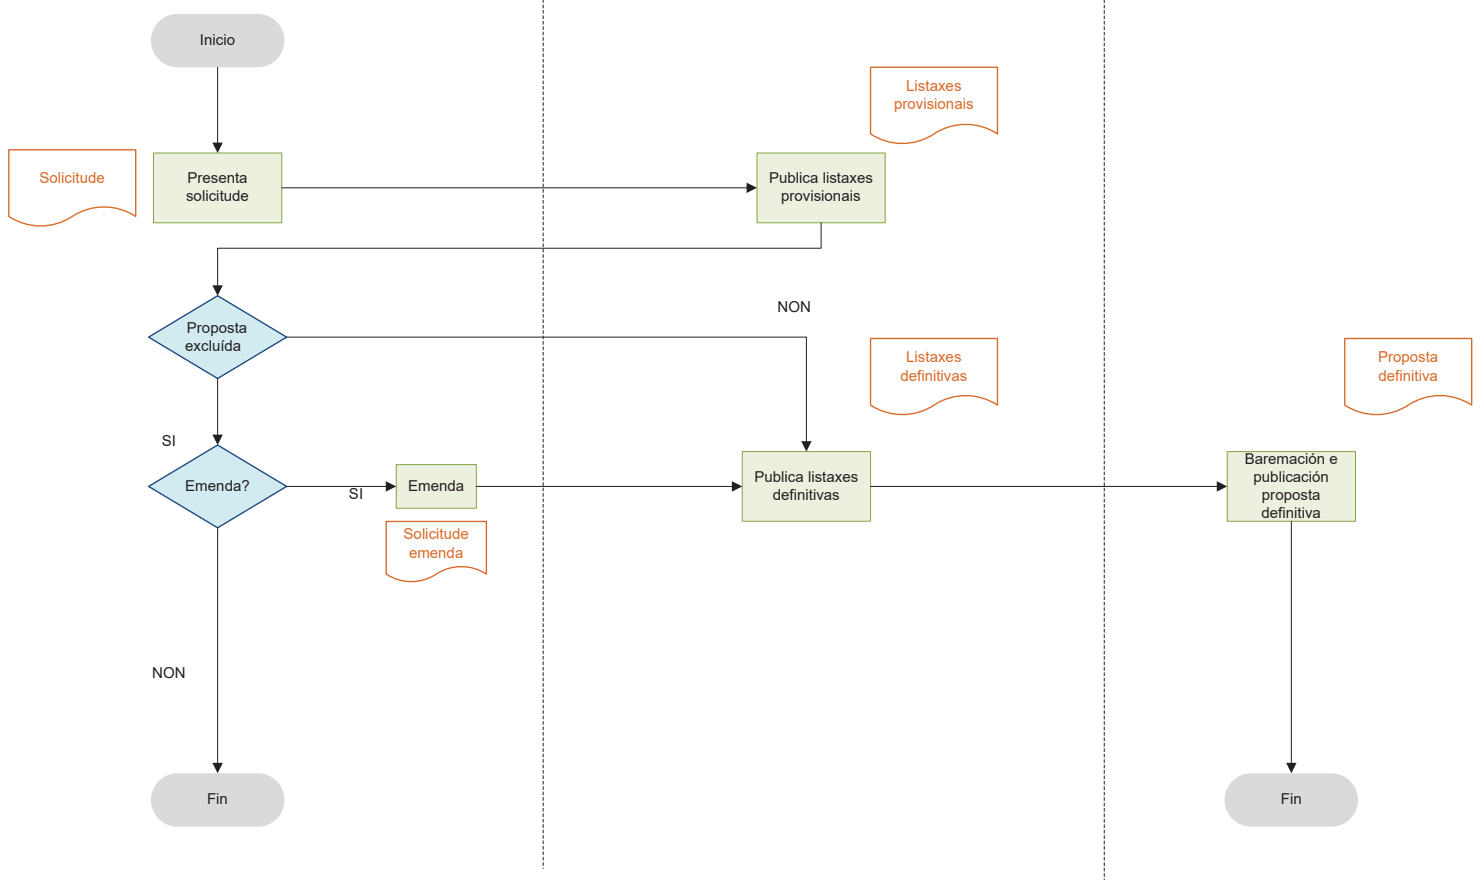 Inicio
Listaxes
provisionais
Solicitude
Presenta
solicitude
Publica listaxes
provisionais
NON
Proposta
excluída
Listaxes
definitivas
Proposta
definitiva
SI
Emenda?
SI
Emenda
Publica listaxes
definitivas
Baremación e
publicación
proposta
definitiva
Solicitude
emenda
NON
Fin
Fin